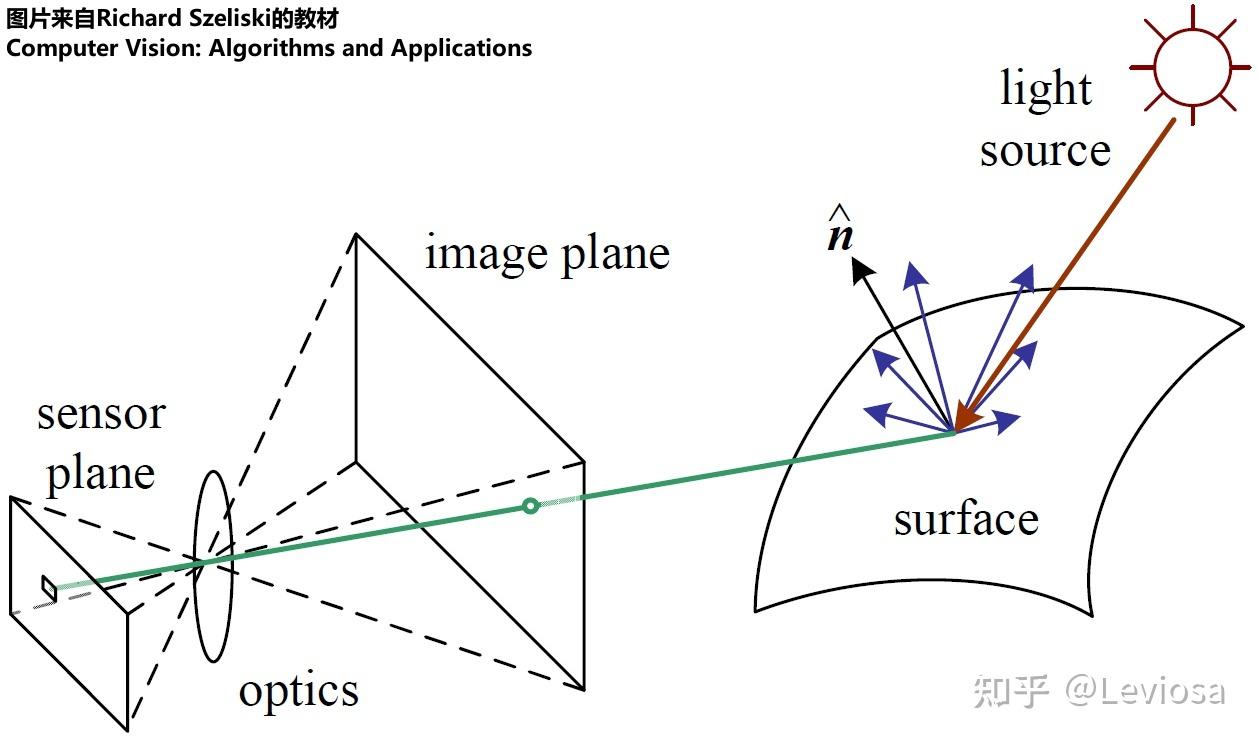 图片来自Richard Szeliski的教材
Computer Vision: Algorithms and Applications
light
source
n̂
image plane
sensor
plane
surface
optics
知乎 @Leviosa